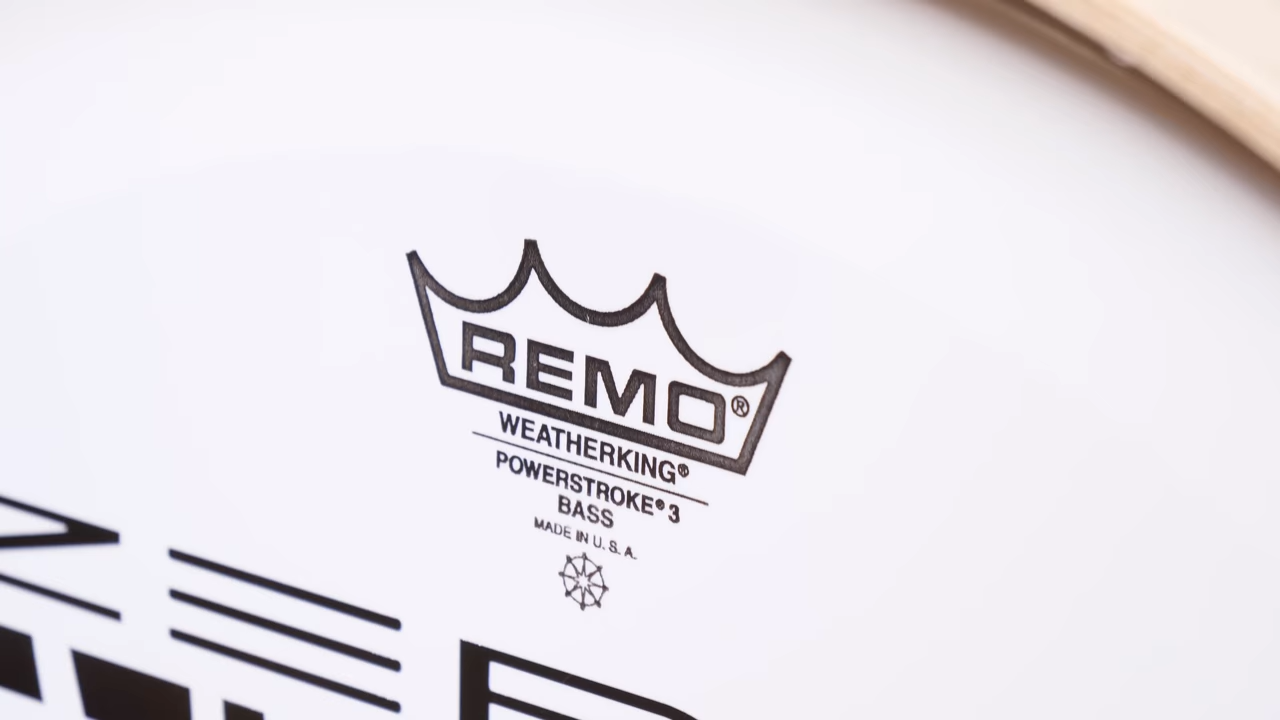 REMO®
WEATHERKING®
POWERSTROKE® 3
BASS
MADE IN U.S.A.